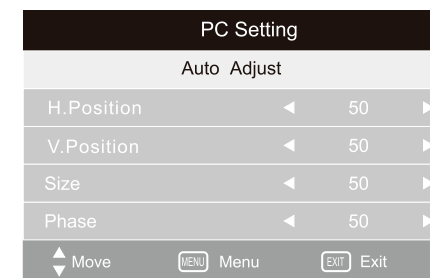 PC Setting
Auto Adjust
H.Position 50
V.Position 50
Size 50
Phase 50
Move MENU Menu EXIT Exit